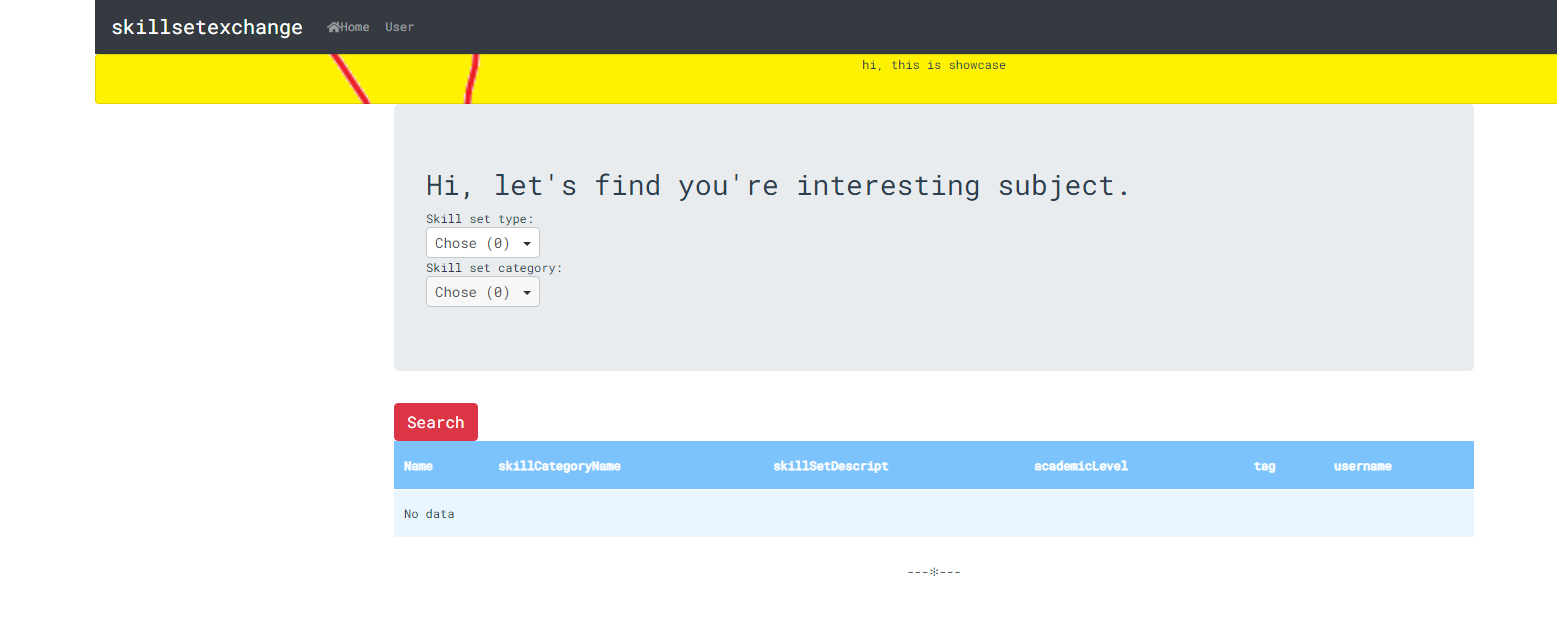 skillsetexchange Home User
hi, this is showcase
Hi, let's find you're interesting subject.
Skill set type:
Chose (0)
Skill set category:
Chose (0)
Search
Name skillCategoryName skillSetDescript academicLevel tag username
No data
---✻---